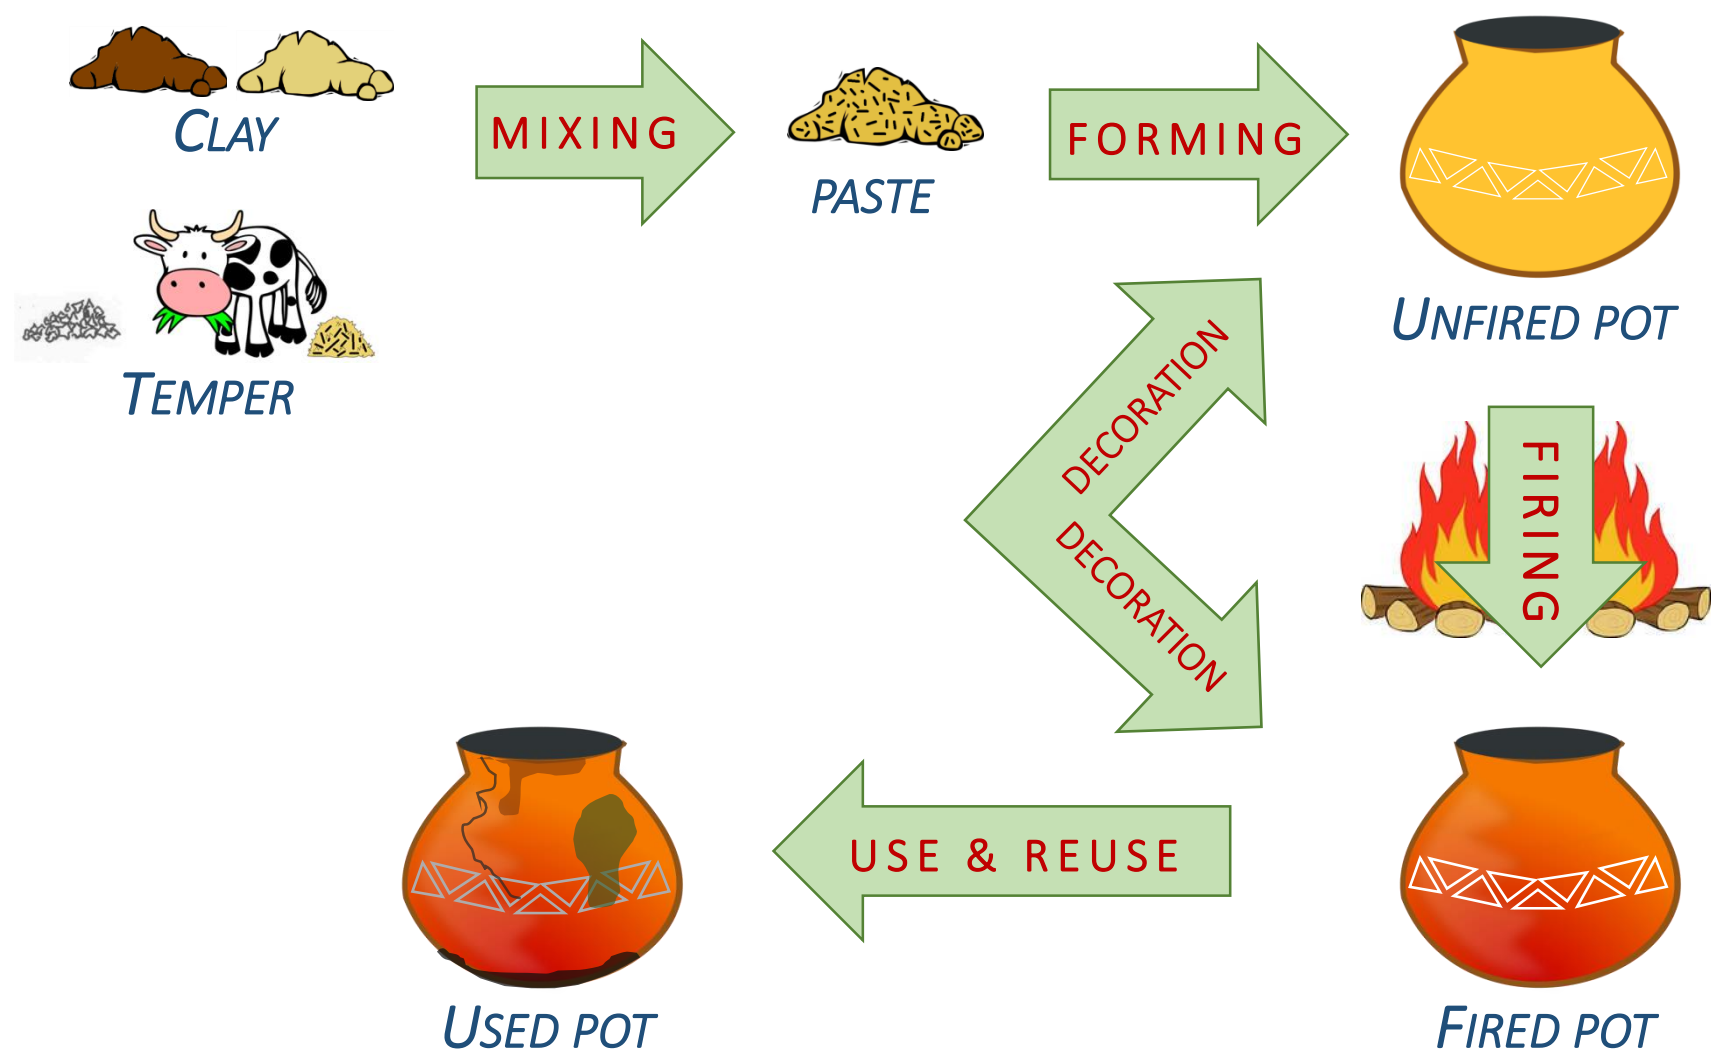 CLAY
MIXING
PASTE
FORMING
TEMPER
UNFIRED POT
DECORATION
FIRING
DECORATION
USE & REUSE
USED POT
FIRED POT